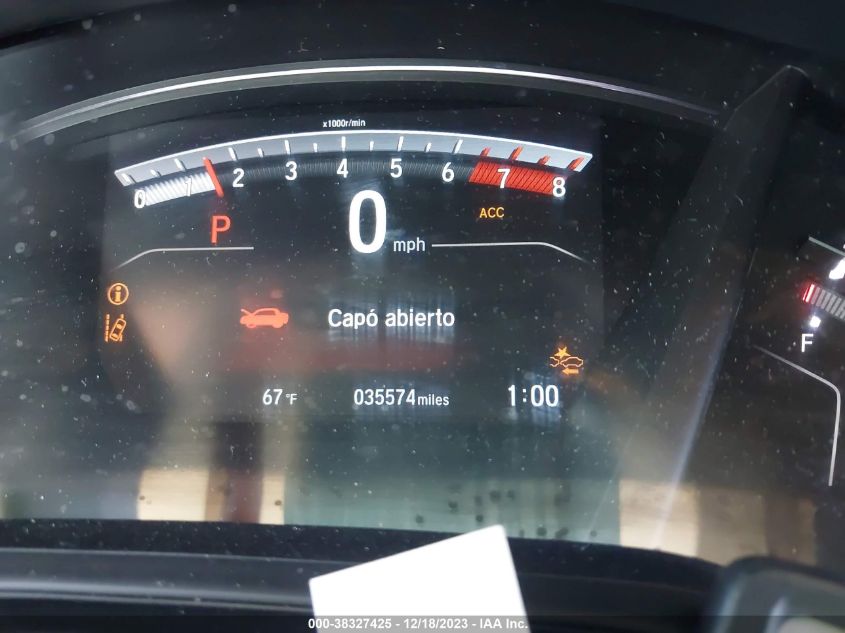 x1000r/min
0 1 2 3 4 5 6 7 8
P 0 mph ACC
Capó abierto
67°F 035574 miles 1:00
F
000-38327425 - 12/18/2023 - IAA Inc.